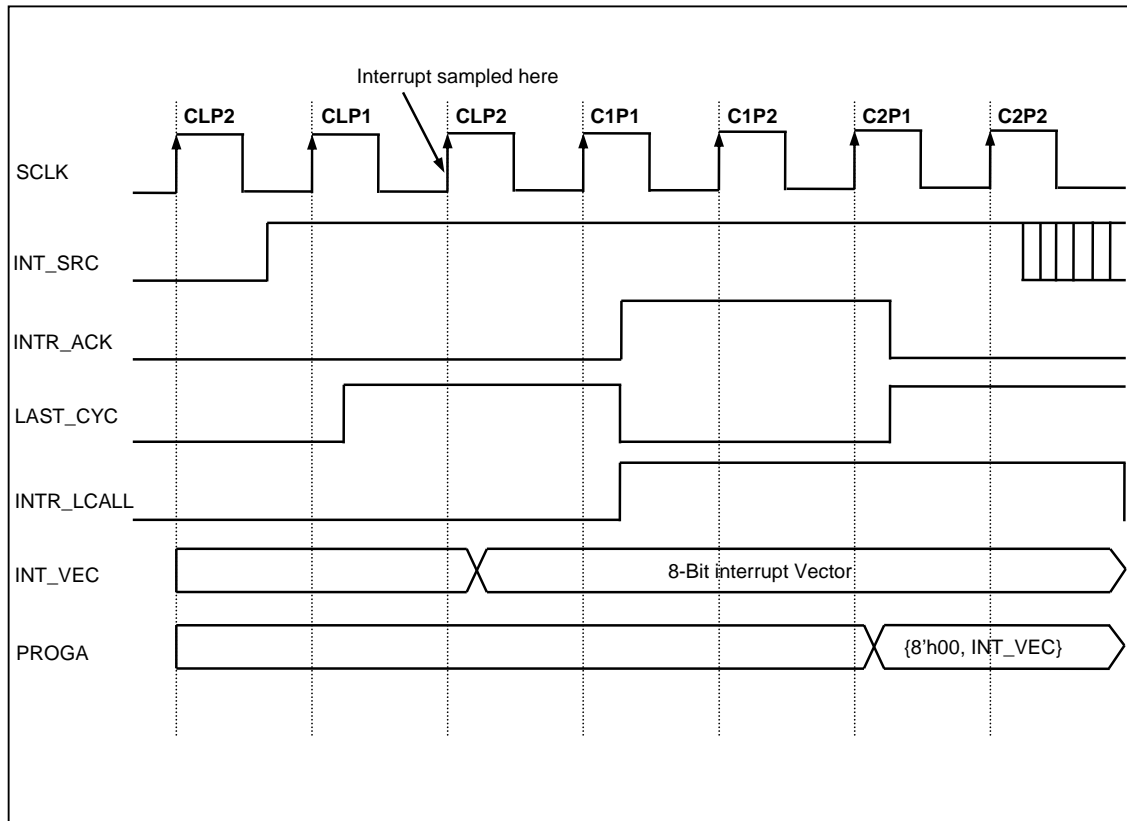 Interrupt sampled here
CLP2 CLP1 CLP2 C1P1 C1P2 C2P1 C2P2
SCLK
INT_SRC
INTR_ACK
LAST_CYC
INTR_LCALL
INT_VEC 8-Bit interrupt Vector
PROGA {8'h00, INT_VEC}